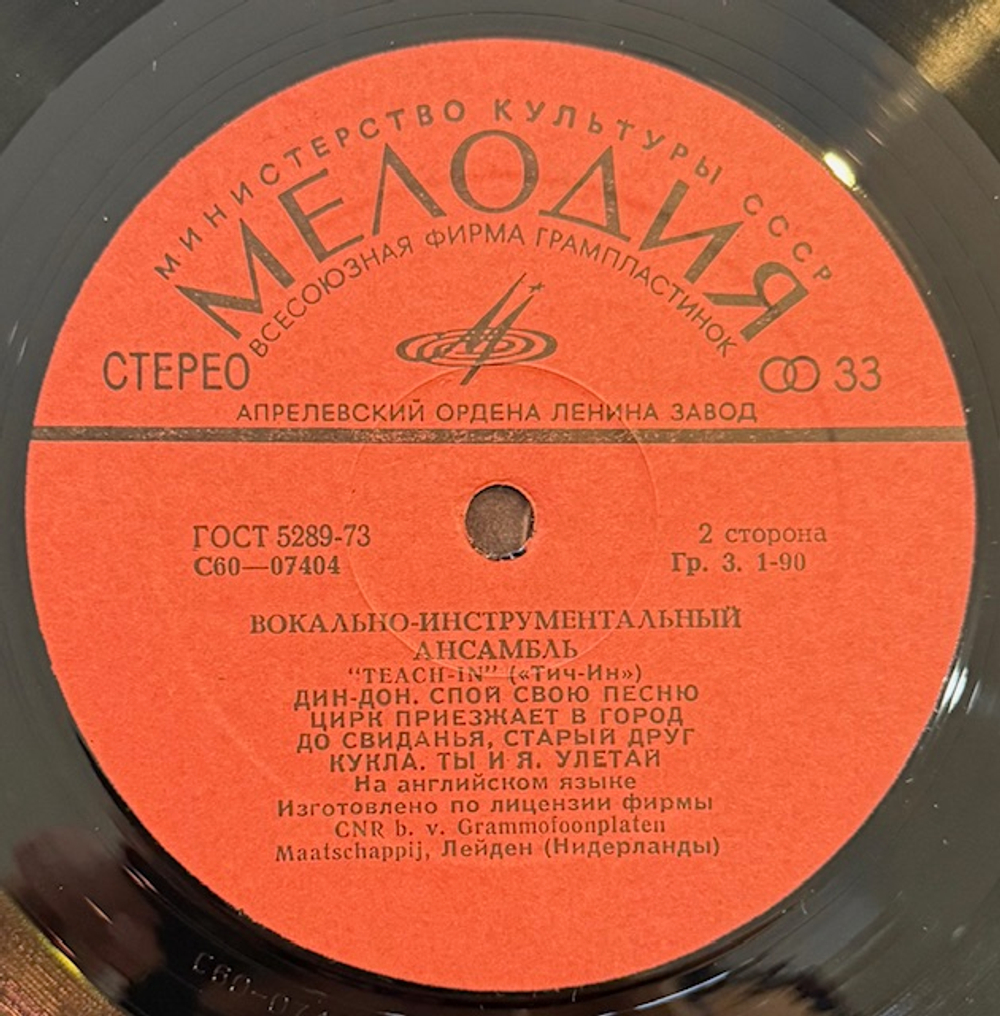 МИНИСТЕРСТВО КУЛЬТУРЫ СССР
МЕЛОДИЯ
ВСЕСОЮЗНАЯ ФИРМА ГРАМПЛАСТИНОК
СТЕРЕО
33
АПРЕЛЕВСКИЙ ОРДЕНА ЛЕНИНА ЗАВОД
ГОСТ 5289-73
2 сторона
С60—07404
Гр. 3. 1-90
ВОКАЛЬНО-ИНСТРУМЕНТАЛЬНЫЙ
АНСАМБЛЬ
“TEACH-IN” («Тич-Ин»)
ДИН-ДОН. СПОЙ СВОЮ ПЕСНЮ
ЦИРК ПРИЕЗЖАЕТ В ГОРОД
ДО СВИДАНЬЯ, СТАРЫЙ ДРУГ
КУКЛА. ТЫ И Я. УЛЕТАЙ
На английском языке
Изготовлено по лицензии фирмы
CNR b. v. Grammofoonplaten
Maatschappij, Лейден (Нидерланды)